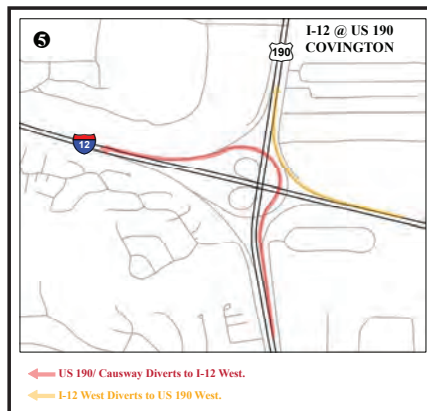 ❺
I-12 @ US 190
COVINGTON
190
12
US 190/ Causway Diverts to I-12 West.
I-12 West Diverts to US 190 West.